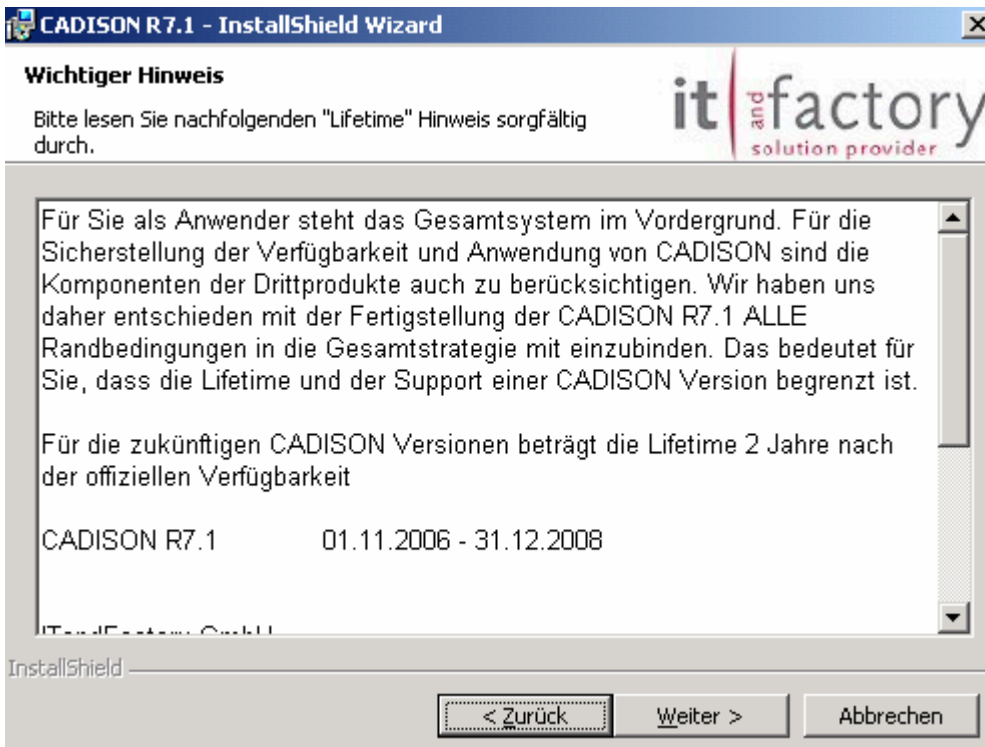 CADISON R7.1 - InstallShield Wizard
Wichtiger Hinweis
Bitte lesen Sie nachfolgenden "Lifetime" Hinweis sorgfältig
durch.
it and factory
solution provider
Für Sie als Anwender steht das Gesamtsystem im Vordergrund. Für die
Sicherstellung der Verfügbarkeit und Anwendung von CADISON sind die
Komponenten der Drittprodukte auch zu berücksichtigen. Wir haben uns
daher entschieden mit der Fertigstellung der CADISON R7.1 ALLE
Randbedingungen in die Gesamtstrategie mit einzubinden. Das bedeutet für
Sie, dass die Lifetime und der Support einer CADISON Version begrenzt ist.
Für die zukünftigen CADISON Versionen beträgt die Lifetime 2 Jahre nach
der offiziellen Verfügbarkeit
CADISON R7.1 01.11.2006 - 31.12.2008
ITandFactory GmbH
InstallShield
< Zurück Weiter > Abbrechen